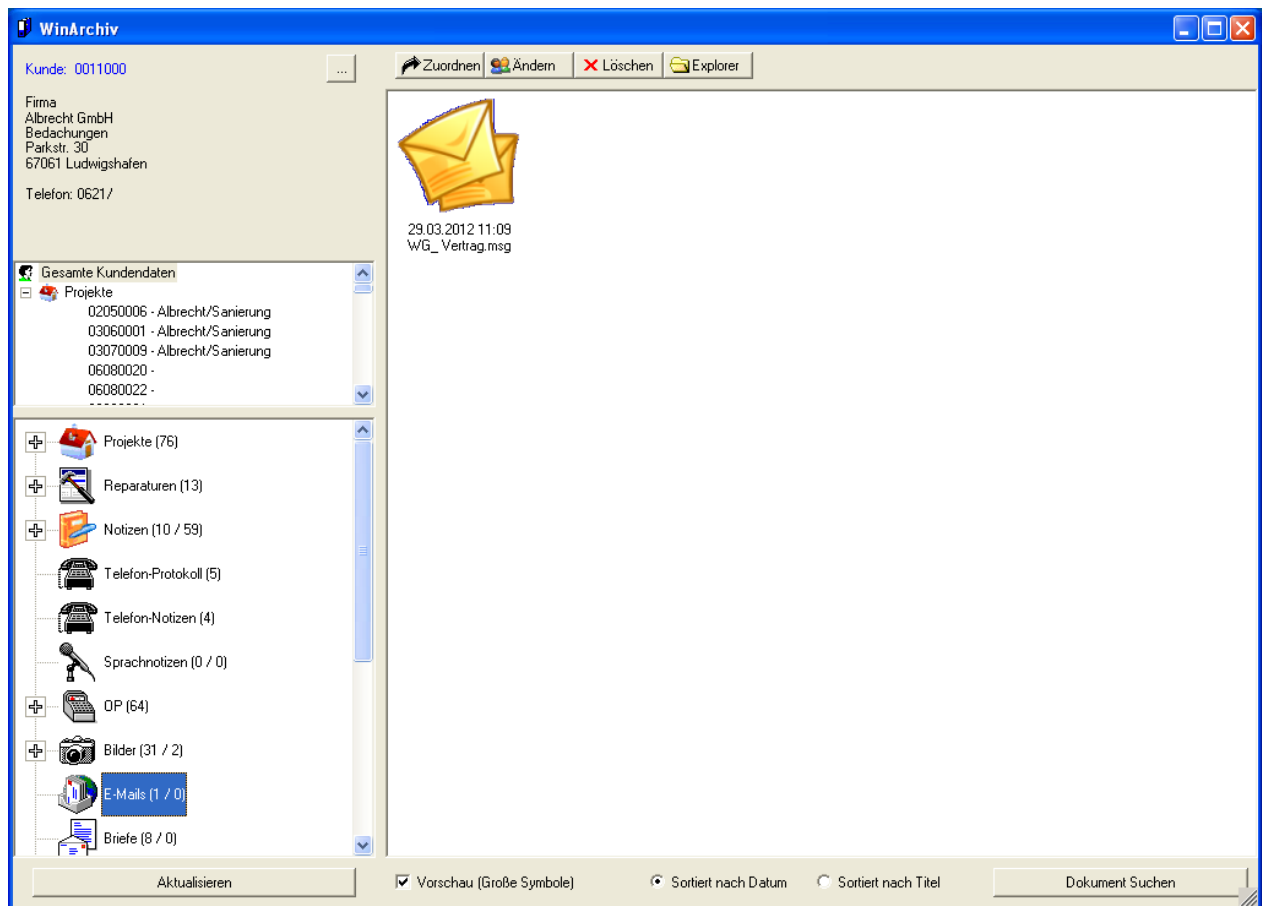 WinArchiv
Kunde: 0011000
...
Firma
Albrecht GmbH
Bedachungen
Parkstr. 30
67061 Ludwigshafen
Telefon: 0621/
Gesamte Kundendaten
Projekte
02050006 - Albrecht/Sanierung
03060001 - Albrecht/Sanierung
03070009 - Albrecht/Sanierung
06080020 -
06080022 -
Projekte (76)
Reparaturen (13)
Notizen (10 / 59)
Telefon-Protokoll (5)
Telefon-Notizen (4)
Sprachnotizen (0 / 0)
OP (64)
Bilder (31 / 2)
E-Mails (1 / 0)
Briefe (8 / 0)
Aktualisieren
Zuordnen Ändern Löschen Explorer
29.03.2012 11:09
WG_ Vertrag.msg
Vorschau (Große Symbole) Sortiert nach Datum Sortiert nach Titel Dokument Suchen